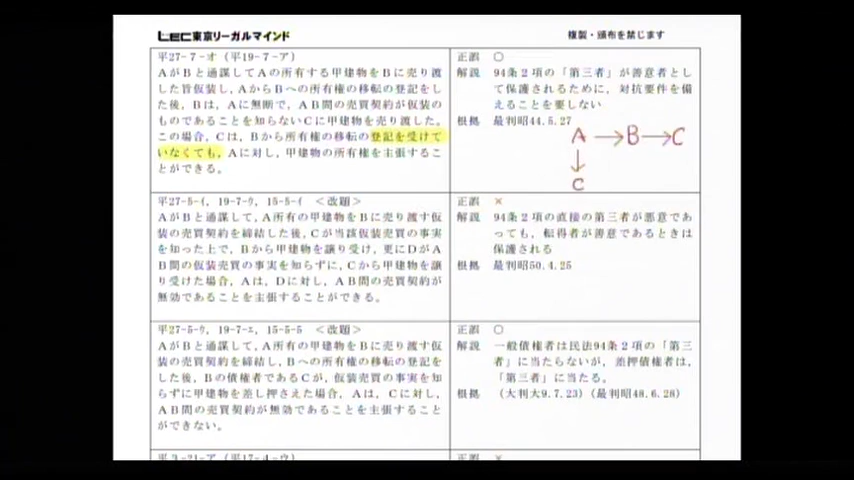 LEC東京リーガルマインド
複製・頒布を禁じます
平27-7-オ（平19-7-ア）
AがBと通謀してAの所有する甲建物をBに売り渡
した旨仮装し，AからBへの所有権の移転の登記をし
た後，Bは，Aに無断で，AB間の売買契約が仮装の
ものであることを知らないCに甲建物を売り渡した。
この場合，Cは，Bから所有権の移転の登記を受けて
いなくても，Aに対し，甲建物の所有権を主張するこ
とができる。
正誤 ○
解説 94条2項の「第三者」が善意者とし
て保護されるために，対抗要件を備
えることを要しない
根拠 最判昭44.5.27
A→B→C
↓
C
平27-5-イ，19-7-ウ，15-5-イ ＜改題＞
AがBと通謀して，A所有の甲建物をBに売り渡す仮
装の売買契約を締結した後，Cが当該仮装売買の事実
を知った上で，Bから甲建物を譲り受け，更にDがA
B間の仮装売買の事実を知らずに，Cから甲建物を譲
り受けた場合，Aは，Dに対し，AB間の売買契約が
無効であることを主張することができる。
正誤 ×
解説 94条2項の直接の第三者が悪意であ
っても，転得者が善意であるときは
保護される
根拠 最判昭50.4.25
平27-5-ウ，19-7-エ，15-5-5 ＜改題＞
AがBと通謀して，A所有の甲建物をBに売り渡す仮
装の売買契約を締結し，Bへの所有権の移転の登記を
した後，Bの債権者であるCが，仮装売買の事実を知
らずに甲建物を差し押さえた場合，Aは，Cに対し，
AB間の売買契約が無効であることを主張することが
できない。
正誤 ○
解説 一般債権者は民法94条2項の「第三
者」に当たらないが，差押債権者は，
「第三者」に当たる。
根拠 （大判大9.7.23）（最判昭48.6.28）
平3-21-ア（平17-4-ウ）
正誤 ×